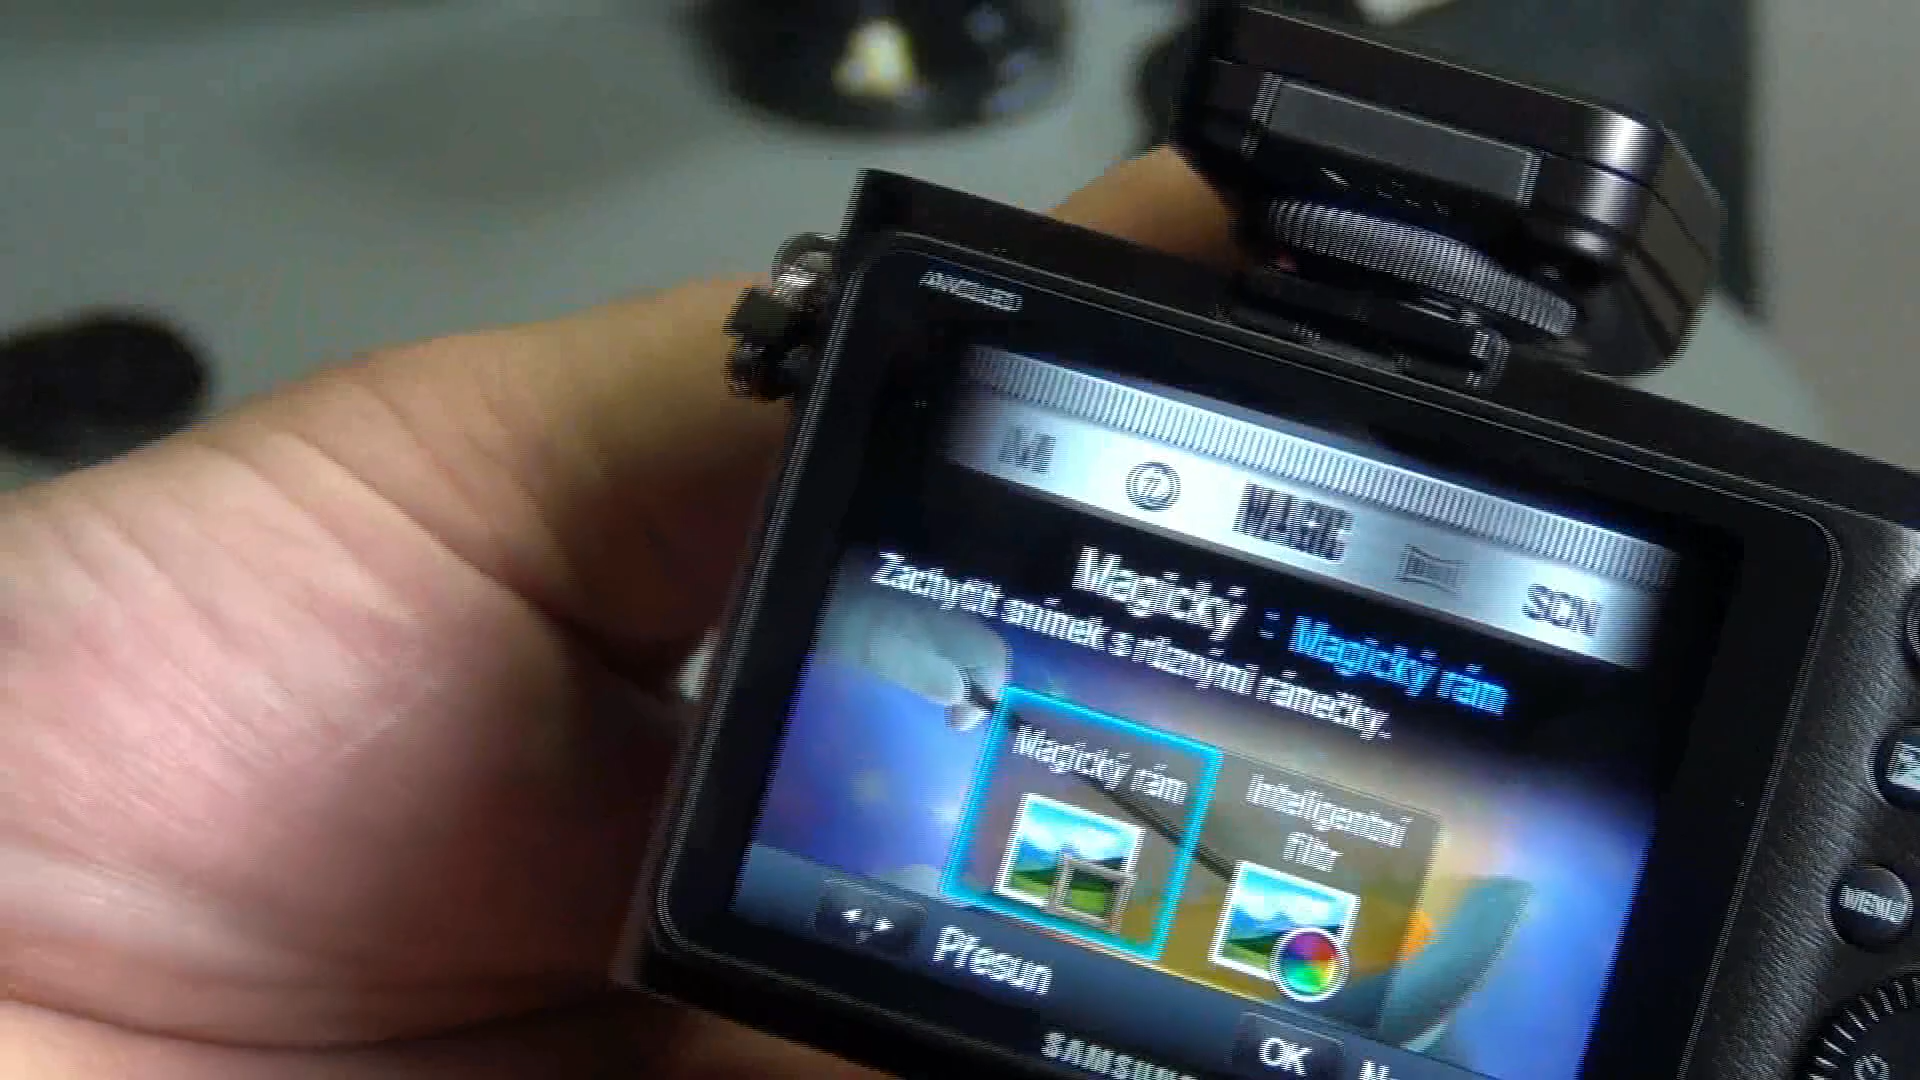 AMOLED
M
MAGIC
SCN
Magický : Magický rám
Zachytit snímek s různými rámečky.
Magický rám
Inteligentní
filtr
MENU
Přesun
OK
SAMSUNG